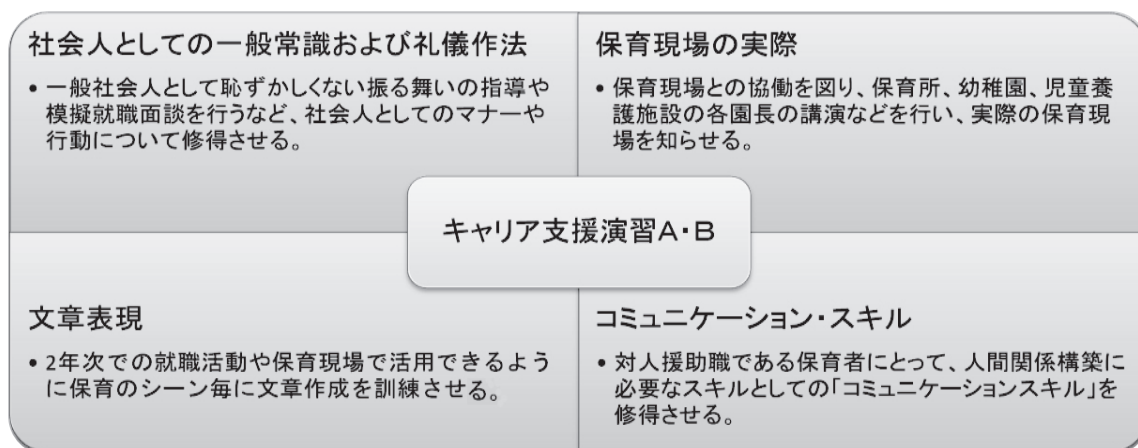 社会人としての一般常識および礼儀作法
• 一般社会人として恥ずかしくない振る舞いの指導や
模擬就職面談を行うなど、社会人としてのマナーや
行動について修得させる。
保育現場の実際
• 保育現場との協働を図り、保育所、幼稚園、児童養
護施設の各園長の講演などを行い、実際の保育現
場を知らせる。
キャリア支援演習A・B
文章表現
• 2年次での就職活動や保育現場で活用できるよう
に保育のシーン毎に文章作成を訓練させる。
コミュニケーション・スキル
• 対人援助職である保育者にとって、人間関係構築に
必要なスキルとしての「コミュニケーションスキル」を
修得させる。